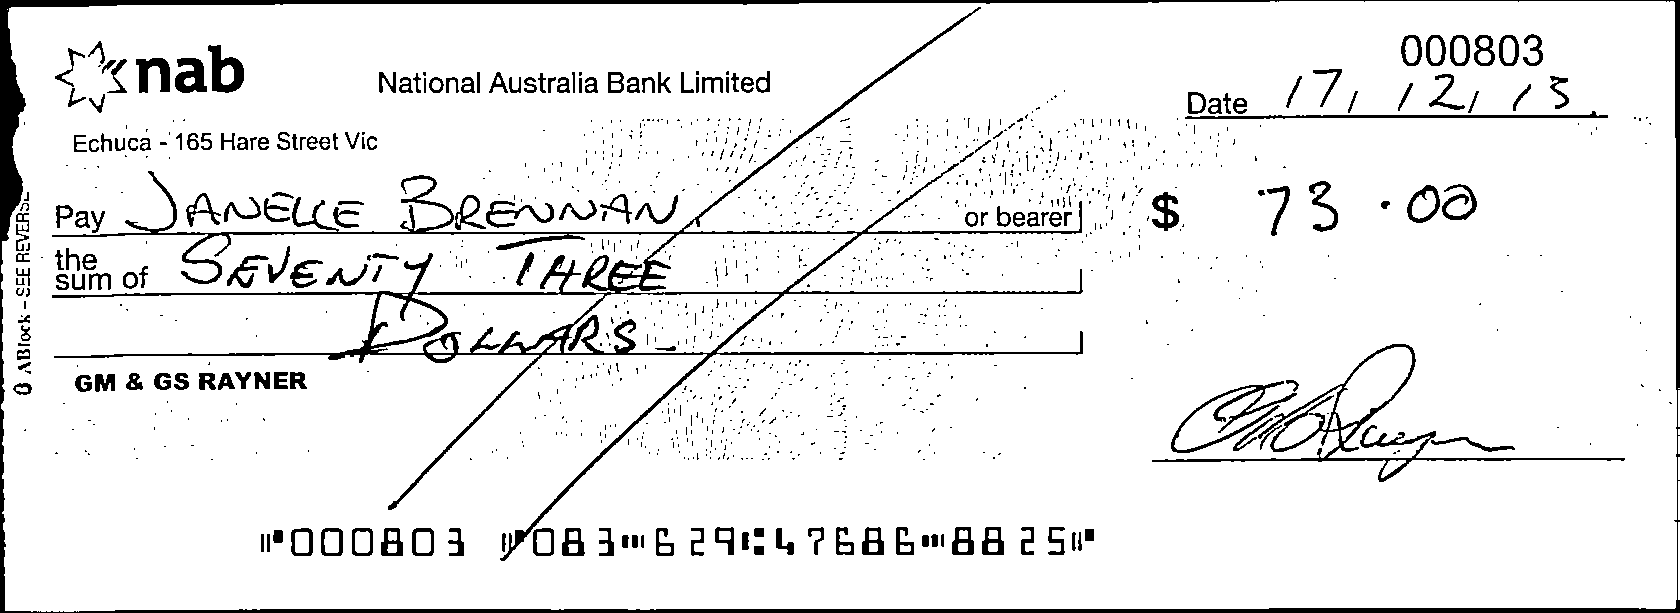 nab
National Australia Bank Limited
000803
Date 17, 12, 15
Echuca - 165 Hare Street Vic
Pay JANELLE BRENNAN or bearer
$ 73.00
the sum of SEVENTY THREE
DOLLARS
GM & GS RAYNER
ABlock - SEE REVERSE
000803 083 629 47686 8825